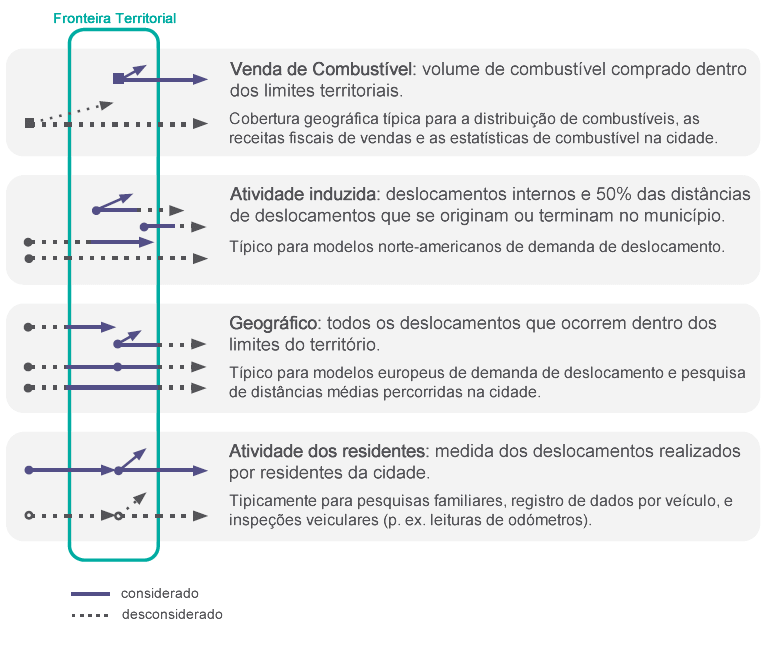 Fronteira Territorial
Venda de Combustível: volume de combustível comprado dentro
dos limites territoriais.
Cobertura geográfica típica para a distribuição de combustíveis, as
receitas fiscais de vendas e as estatísticas de combustível na cidade.
Atividade induzida: deslocamentos internos e 50% das distâncias
de deslocamentos que se originam ou terminam no município.
Típico para modelos norte-americanos de demanda de deslocamento.
Geográfico: todos os deslocamentos que ocorrem dentro dos
limites do território.
Típico para modelos europeus de demanda de deslocamento e pesquisa
de distâncias médias percorridas na cidade.
Atividade dos residentes: medida dos deslocamentos realizados
por residentes da cidade.
Tipicamente para pesquisas familiares, registro de dados por veículo, e
inspeções veiculares (p. ex. leituras de odómetros).
considerado
desconsiderado